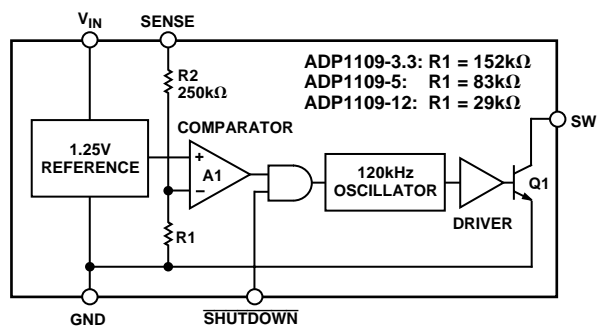 VIN
SENSE
R2
250kΩ
ADP1109-3.3: R1 = 152kΩ
ADP1109-5: R1 = 83kΩ
ADP1109-12: R1 = 29kΩ
COMPARATOR
SW
1.25V
REFERENCE
+
A1
−
120kHz
OSCILLATOR
Q1
R1
DRIVER
GND
SHUTDOWN